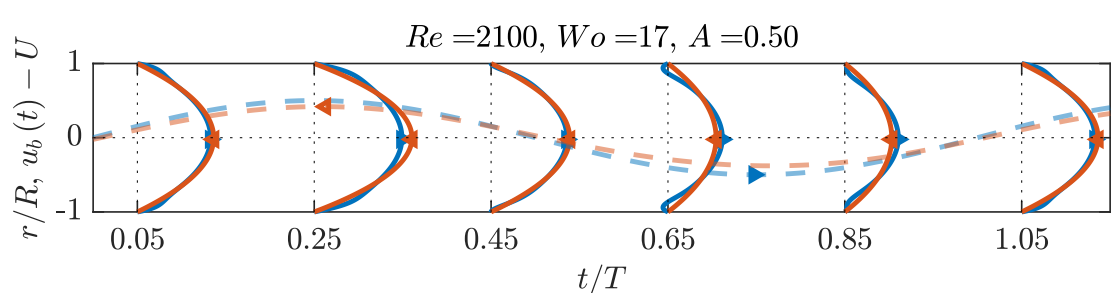 Re =2100, Wo =17, A =0.50
r/R, u_b(t) − U
1
0
-1
0.05 0.25 0.45 0.65 0.85 1.05
t/T